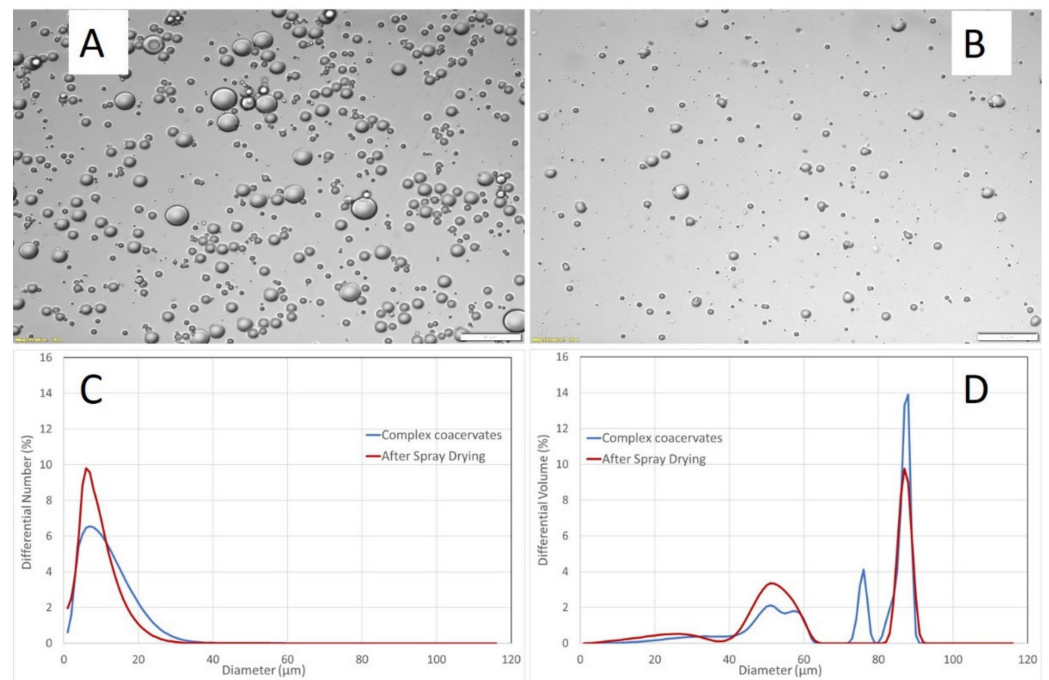 A
B
16
14
12
10
8
6
4
2
0
Differential Number (%)
C
Complex coacervates
After Spray Drying
0 20 40 60 80 100 120
Diameter (µm)
16
14
12
10
8
6
4
2
0
Differential Volume (%)
D
Complex coacervates
After Spray Drying
0 20 40 60 80 100 120
Diameter (µm)